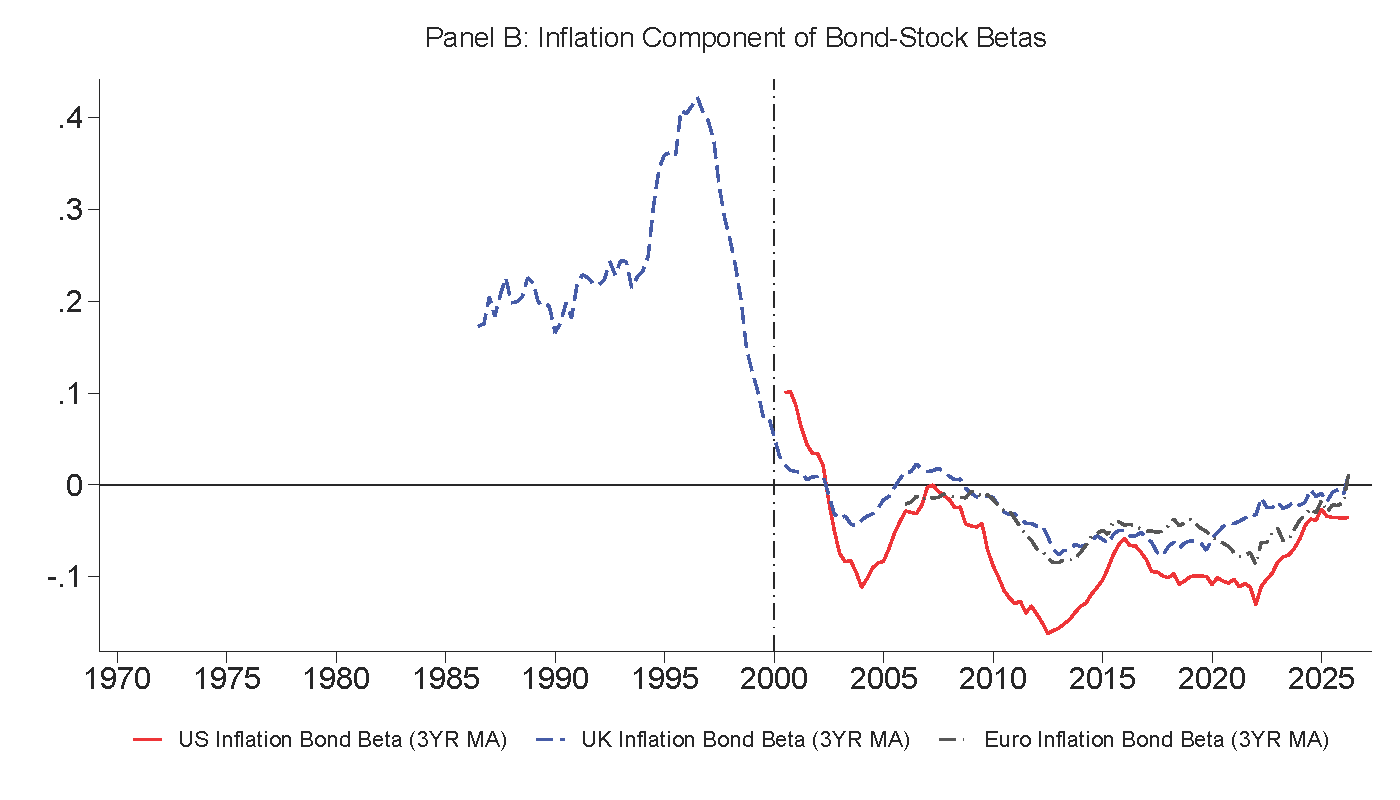 Panel B: Inflation Component of Bond-Stock Betas
.4
.3
.2
.1
0
-.1
1970 1975 1980 1985 1990 1995 2000 2005 2010 2015 2020 2025
US Inflation Bond Beta (3YR MA) UK Inflation Bond Beta (3YR MA) Euro Inflation Bond Beta (3YR MA)